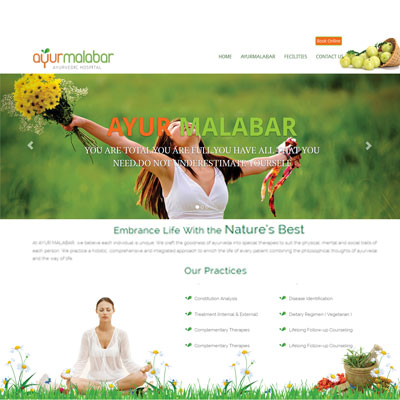 ayurmalabar
AYURVEDIC HOSPITAL
Book Online
HOME AYURMALABAR FECILITIES CONTACT US
AYUR MALABAR
YOU ARE TOTAL YOU ARE FULL YOU HAVE ALL THAT YOU
NEED,DO NOT UNDERESTIMATE YOURSELF
Embrance Life With the Nature's Best
At AYUR MALABAR, we believe each individual is unique. We craft the goodness of ayurveda into special therapies to suit the physical, mental and social traits of
each person. We practice a holistic, comprehensive and integrated approach to enrich the life of every patient combining the philosophical thoughts of ayurveda
and the way of life.
Our Practices
Constitution Analysis Disease Identification
Treatment (Internal & External) Dietary Regimen ( Vegetarian )
Complementary Therapies Lifelong Follow-up Counseling
Complementary Therapies Lifelong Follow-up Counseling